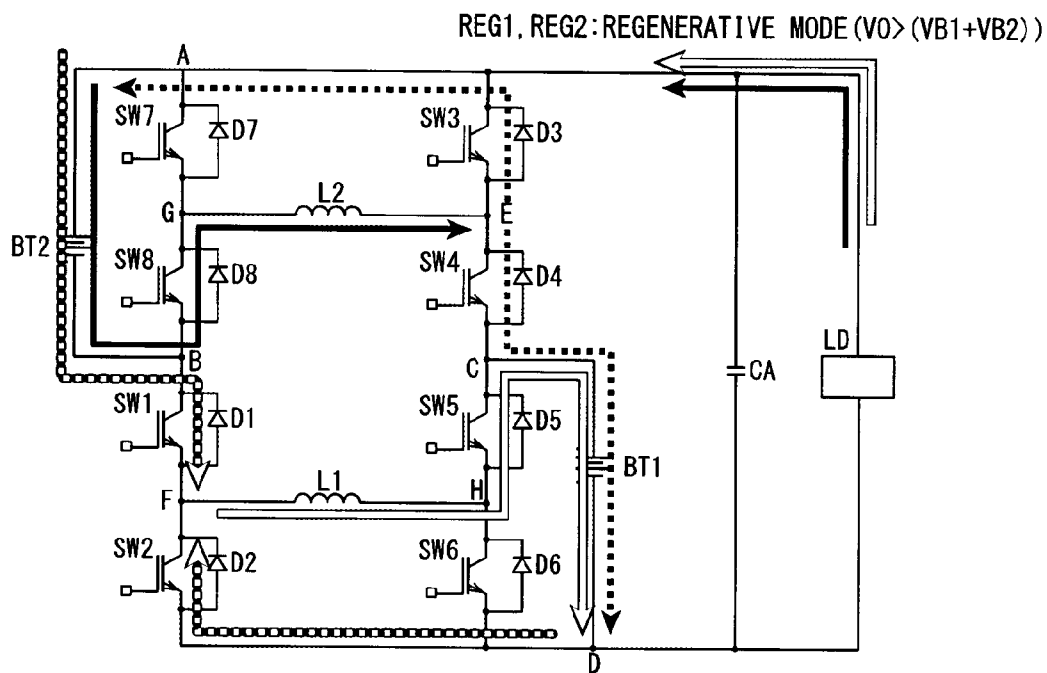 REG1, REG2:REGENERATIVE MODE(V0>(VB1+VB2))
A
SW7
D7
SW3
D3
L2
G
E
BT2
SW8
D8
SW4
D4
B
C
LD
CA
SW1
D1
SW5
D5
BT1
L1
F
H
SW2
D2
SW6
D6
D